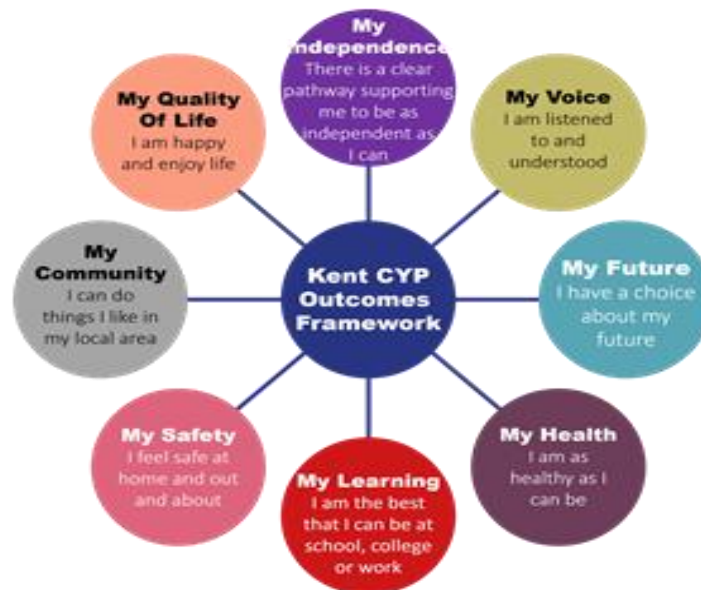 My
Independence
There is a clear
pathway supporting
me to be as
independent as
I can
My Voice
I am listened
to and
understood
My Future
I have a choice
about my
future
My Health
I am as
healthy as I
can be
My Learning
I am the best
that I can be at
school, college
or work
My Safety
I feel safe at
home and out
and about
My
Community
I can do
things I like in
my local area
My Quality
Of Life
I am happy
and enjoy life
Kent CYP
Outcomes
Framework